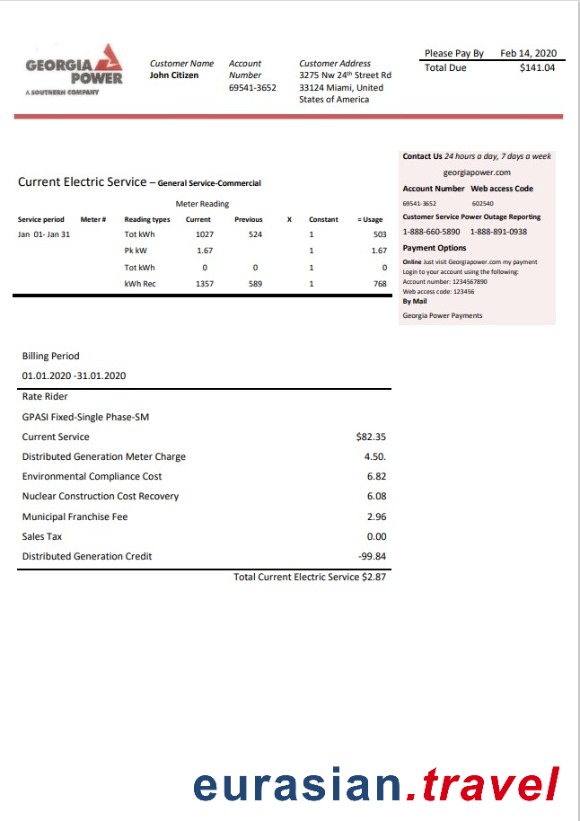 GEORGIA
POWER
A SOUTHERN COMPANY
Customer Name
John Citizen
Account
Number
69541-3652
Customer Address
3275 Nw 24th Street Rd
33124 Miami, United
States of America
Please Pay By Feb 14, 2020
Total Due $141.04
Contact Us 24 hours a day, 7 days a week
georgiapower.com
Account Number Web access Code
69541-3652 602540
Customer Service Power Outage Reporting
1-888-660-5890 1-888-891-0938
Payment Options
Online Just visit Georgiapower.com my payment
Login to your account using the following:
Account number: 1234567890
Web access code: 123456
By Mail
Georgia Power Payments
Current Electric Service – General Service-Commercial
Meter Reading
Service period Meter # Reading types Current Previous X Constant = Usage
Jan 01- Jan 31 Tot kWh 1027 524 1 503
Pk kW 1.67 1 1.67
Tot kWh 0 0 1 0
kWh Rec 1357 589 1 768
Billing Period
01.01.2020 -31.01.2020
Rate Rider
GPASI Fixed-Single Phase-SM
Current Service $82.35
Distributed Generation Meter Charge 4.50.
Environmental Compliance Cost 6.82
Nuclear Construction Cost Recovery 6.08
Municipal Franchise Fee 2.96
Sales Tax 0.00
Distributed Generation Credit -99.84
Total Current Electric Service $2.87
eurasian.travel